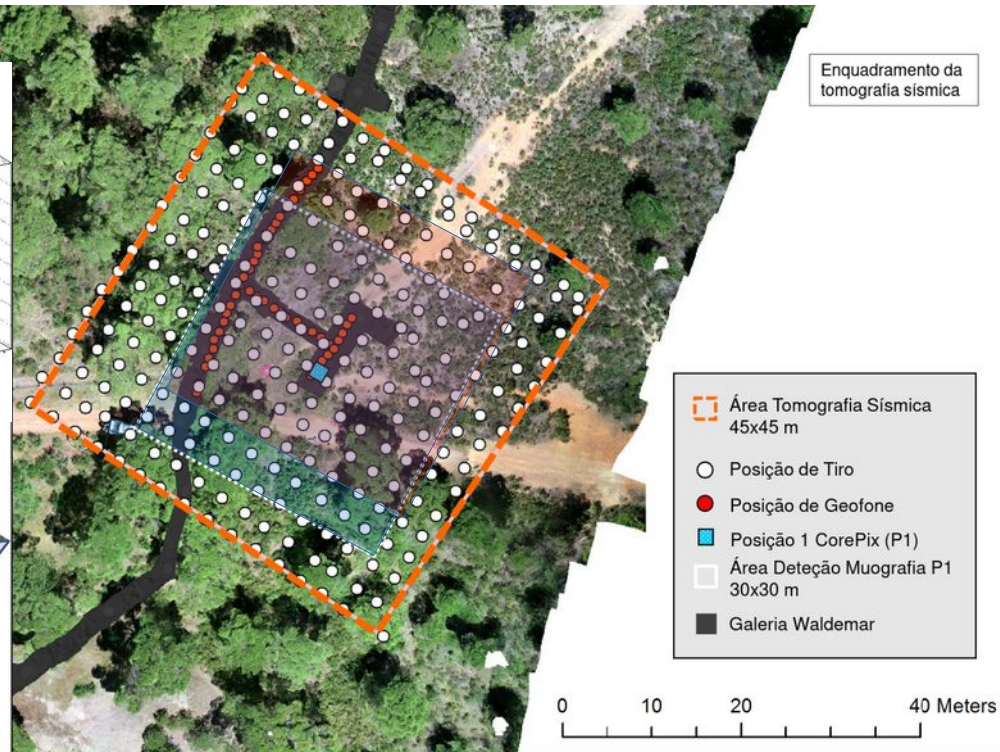 Enquadramento da
tomografia sísmica
Área Tomografia Sísmica
45x45 m
Posição de Tiro
Posição de Geofone
Posição 1 CorePix (P1)
Área Deteção Muografia P1
30x30 m
Galeria Waldemar
0 10 20 40 Meters